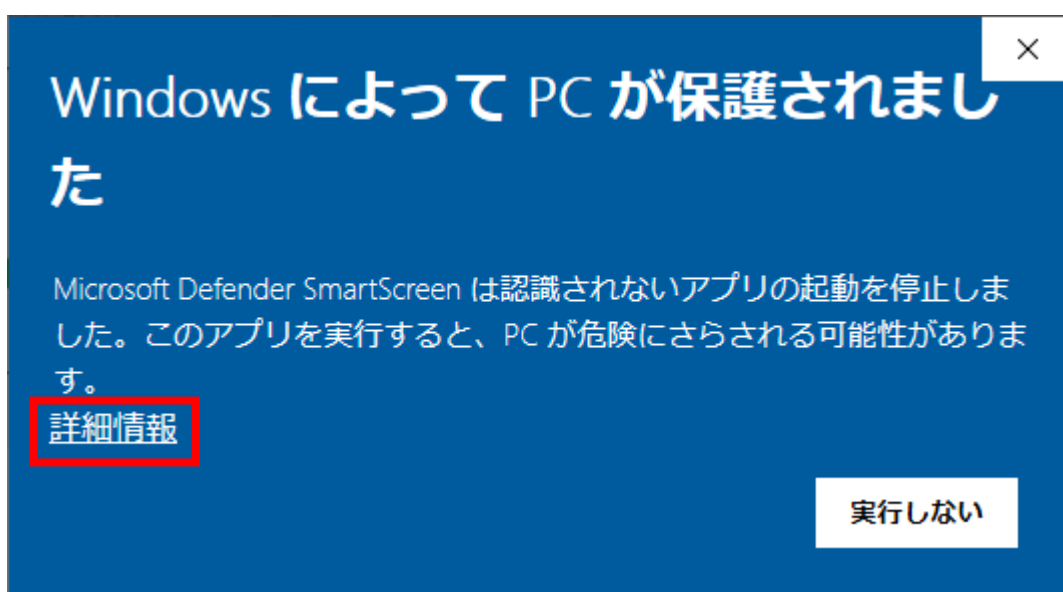 Windows によって PC が保護されまし
た
Microsoft Defender SmartScreen は認識されないアプリの起動を停止しま
した。このアプリを実行すると、PC が危険にさらされる可能性がありま
す。
詳細情報
実行しない